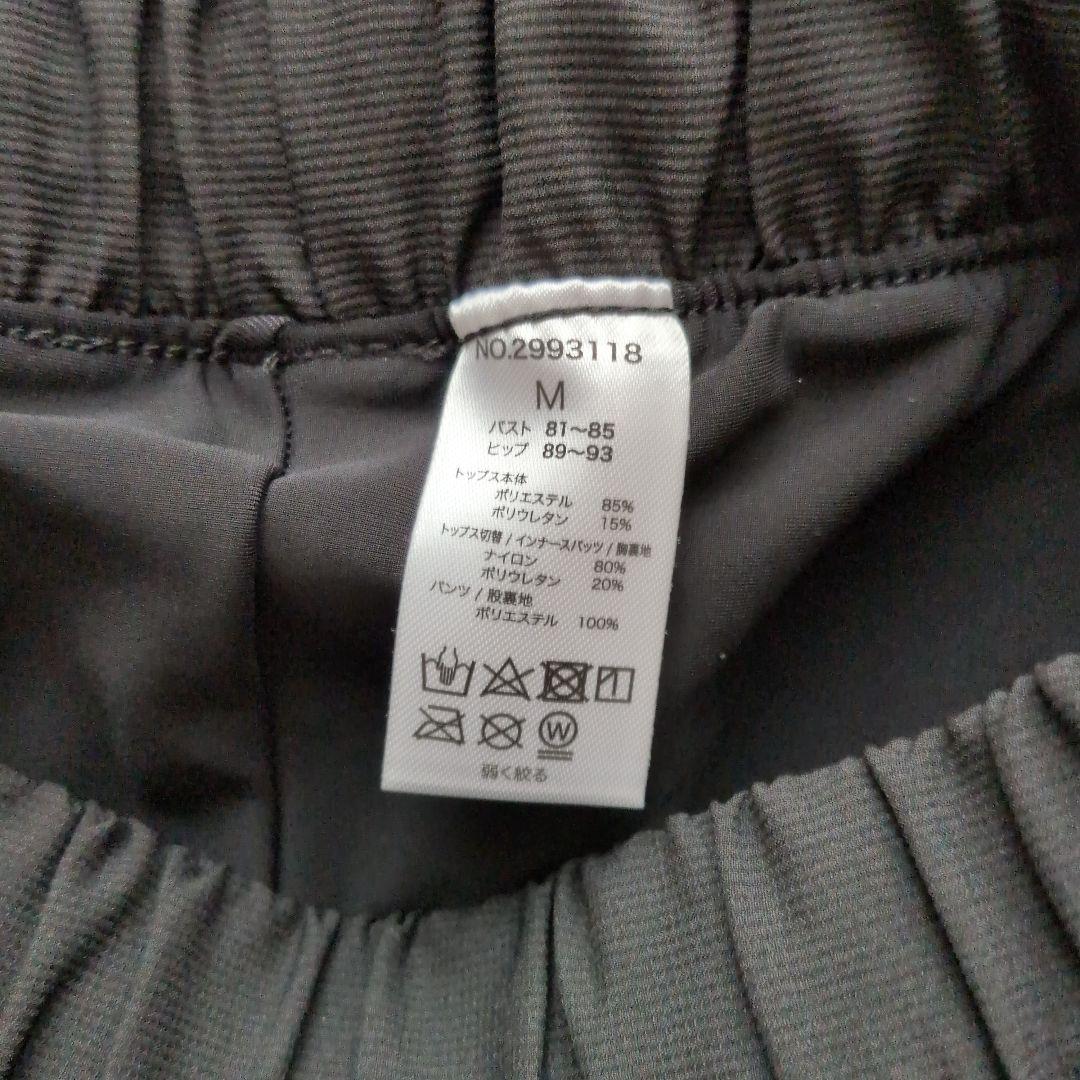 NO.2993118
M
バスト 81〜85
ヒップ 89〜93
トップス本体
ポリエステル 85%
ポリウレタン 15%
トップス切替 / インナースパッツ / 胸裏地
ナイロン 80%
ポリウレタン 20%
パンツ / 股裏地
ポリエステル 100%
W
弱く絞る